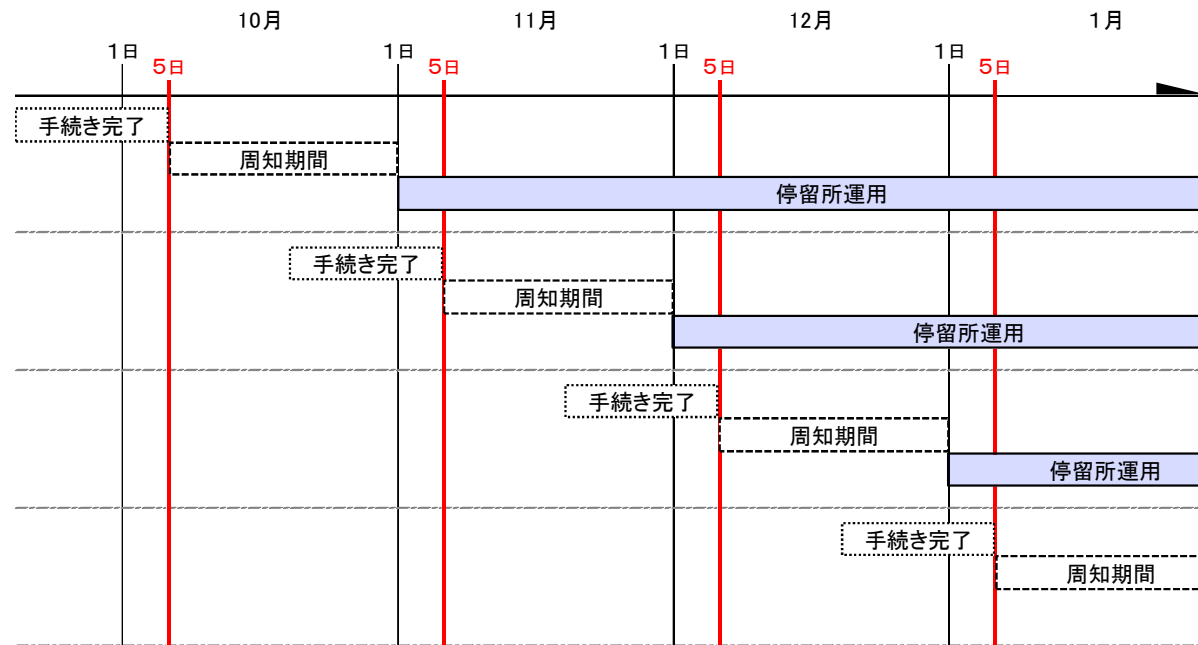 10月 11月 12月 1月
1日 1日 1日 1日
5日 5日 5日 5日
手続き完了
周知期間
停留所運用
手続き完了
周知期間
停留所運用
手続き完了
周知期間
停留所運用
手続き完了
周知期間